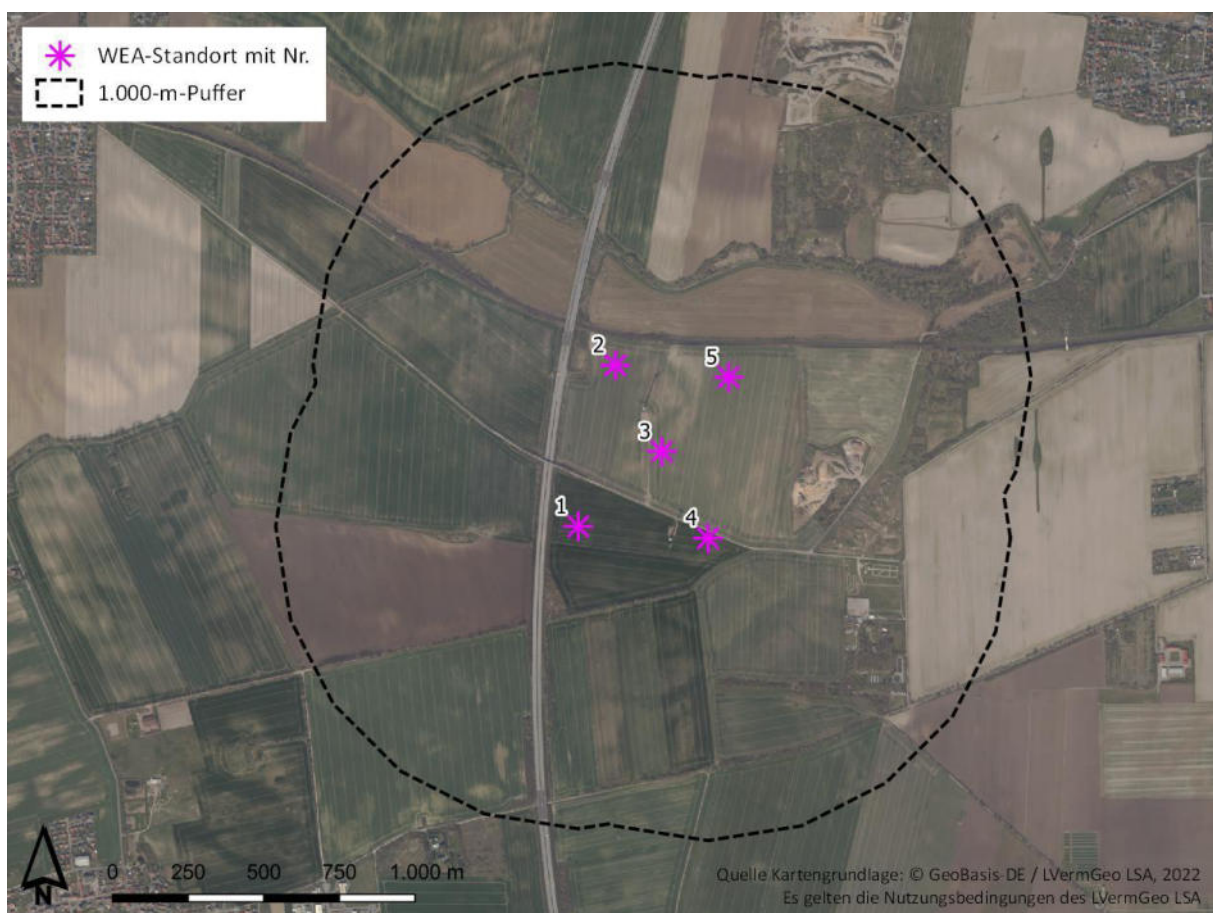 WEA-Standort mit Nr.
1.000-m-Puffer
2
5
3
1
4
N
0 250 500 750 1.000 m
Quelle Kartengrundlage: © GeoBasis-DE / LVermGeo LSA, 2022
Es gelten die Nutzungsbedingungen des LVermGeo LSA